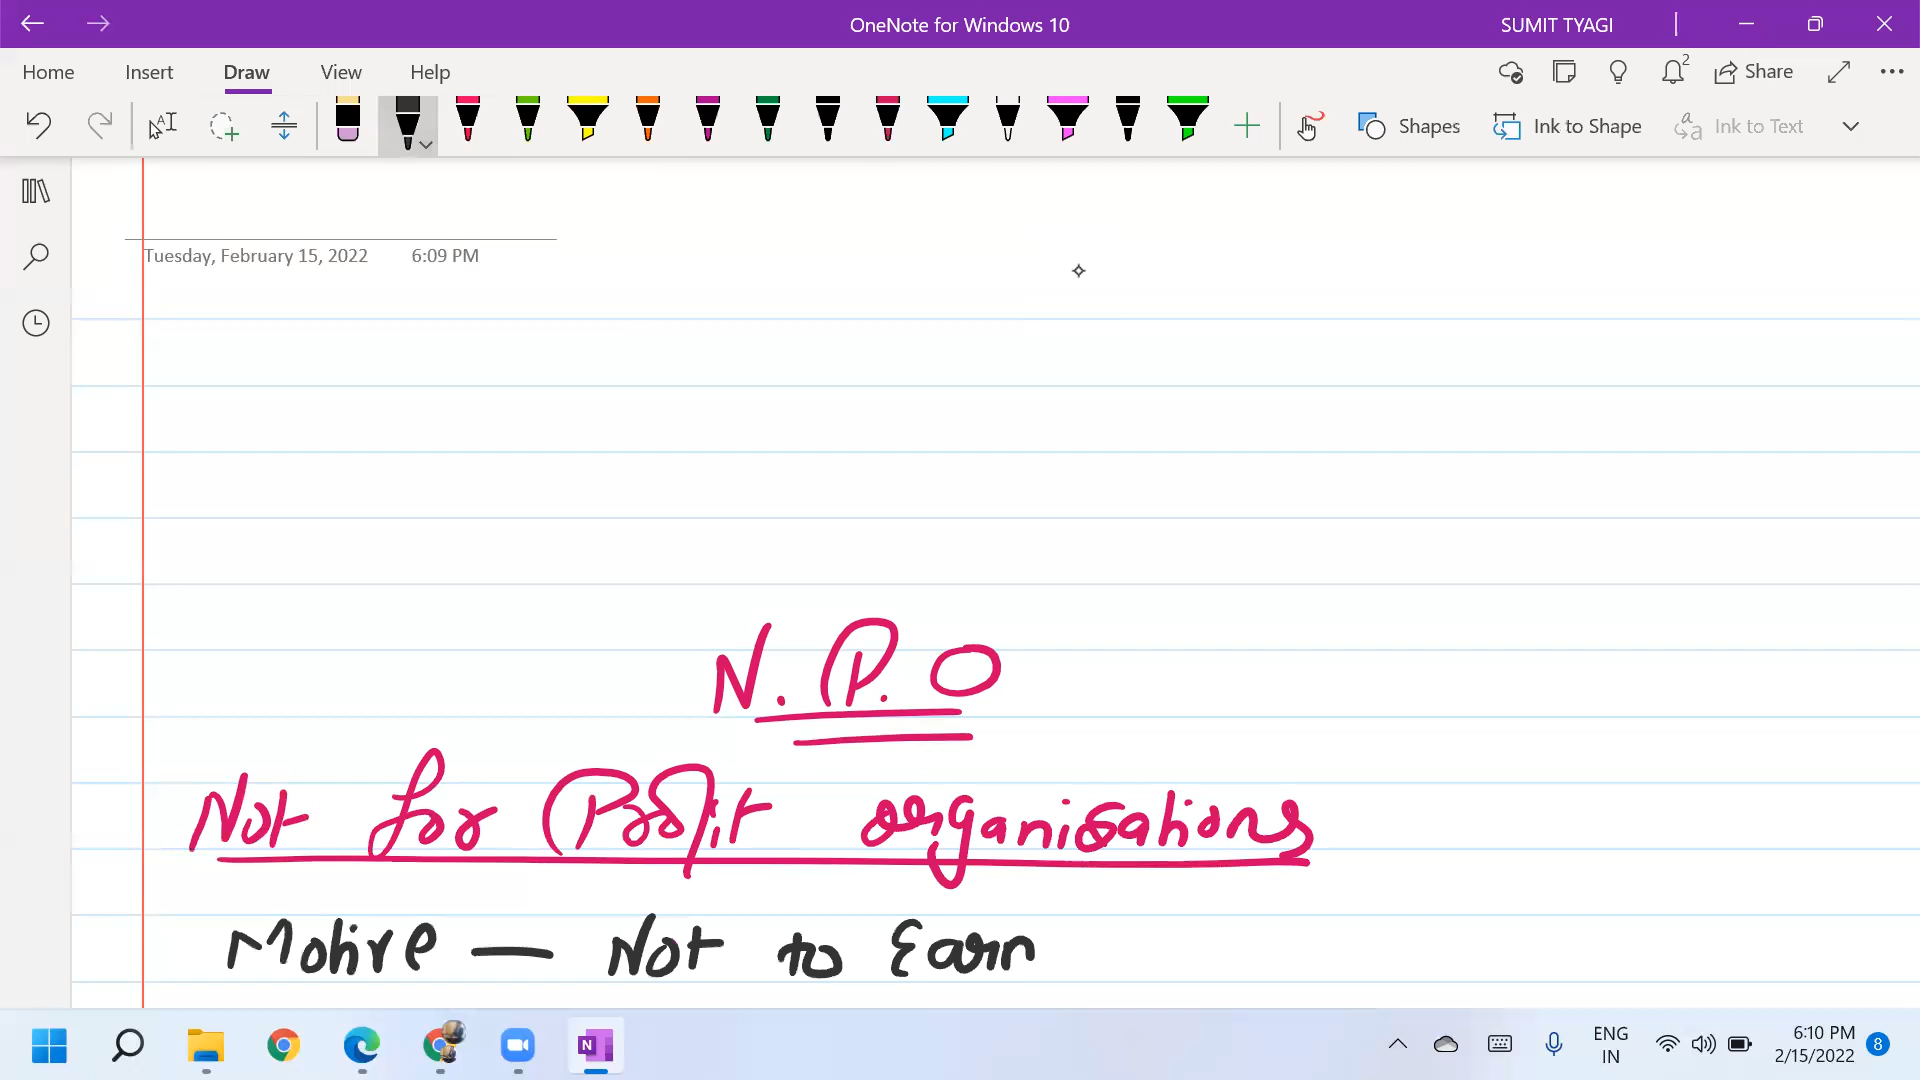 OneNote for Windows 10
SUMIT TYAGI
Home Insert Draw View Help
2
Share
Shapes
Ink to Shape
Ink to Text
Tuesday, February 15, 2022 6:09 PM
N. P. O
Not for Profit organisations
Motive — Not to Earn
ENG
IN
6:10 PM
2/15/2022
8